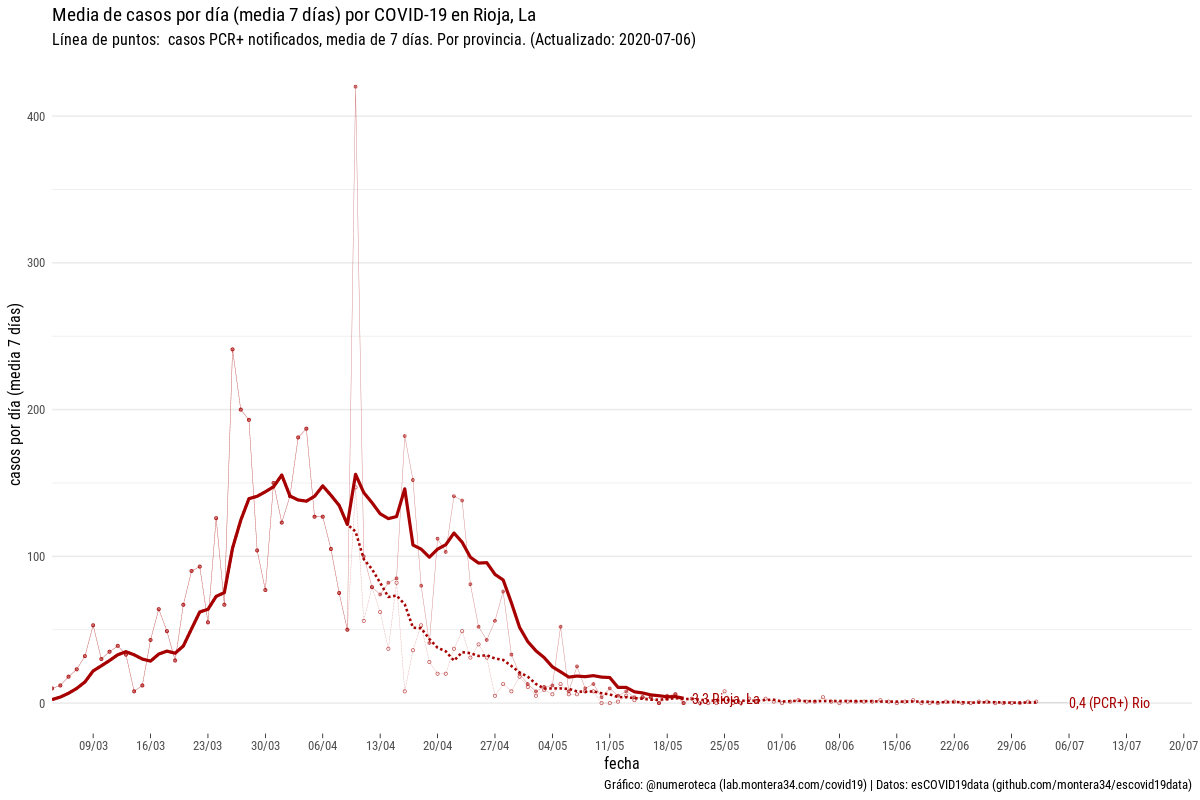 Media de casos por día (media 7 días) por COVID-19 en Rioja, La
Línea de puntos:  casos PCR+ notificados, media de 7 días. Por provincia. (Actualizado: 2020-07-06)
casos por día (media 7 días)
400
300
200
100
0
3,3 Rioja, La
0,4 (PCR+) Rio
09/03 16/03 23/03 30/03 06/04 13/04 20/04 27/04 04/05 11/05 18/05 25/05 01/06 08/06 15/06 22/06 29/06 06/07 13/07 20/07
fecha
Gráfico: @numeroteca (lab.montera34.com/covid19) | Datos: esCOVID19data (github.com/montera34/escovid19data)